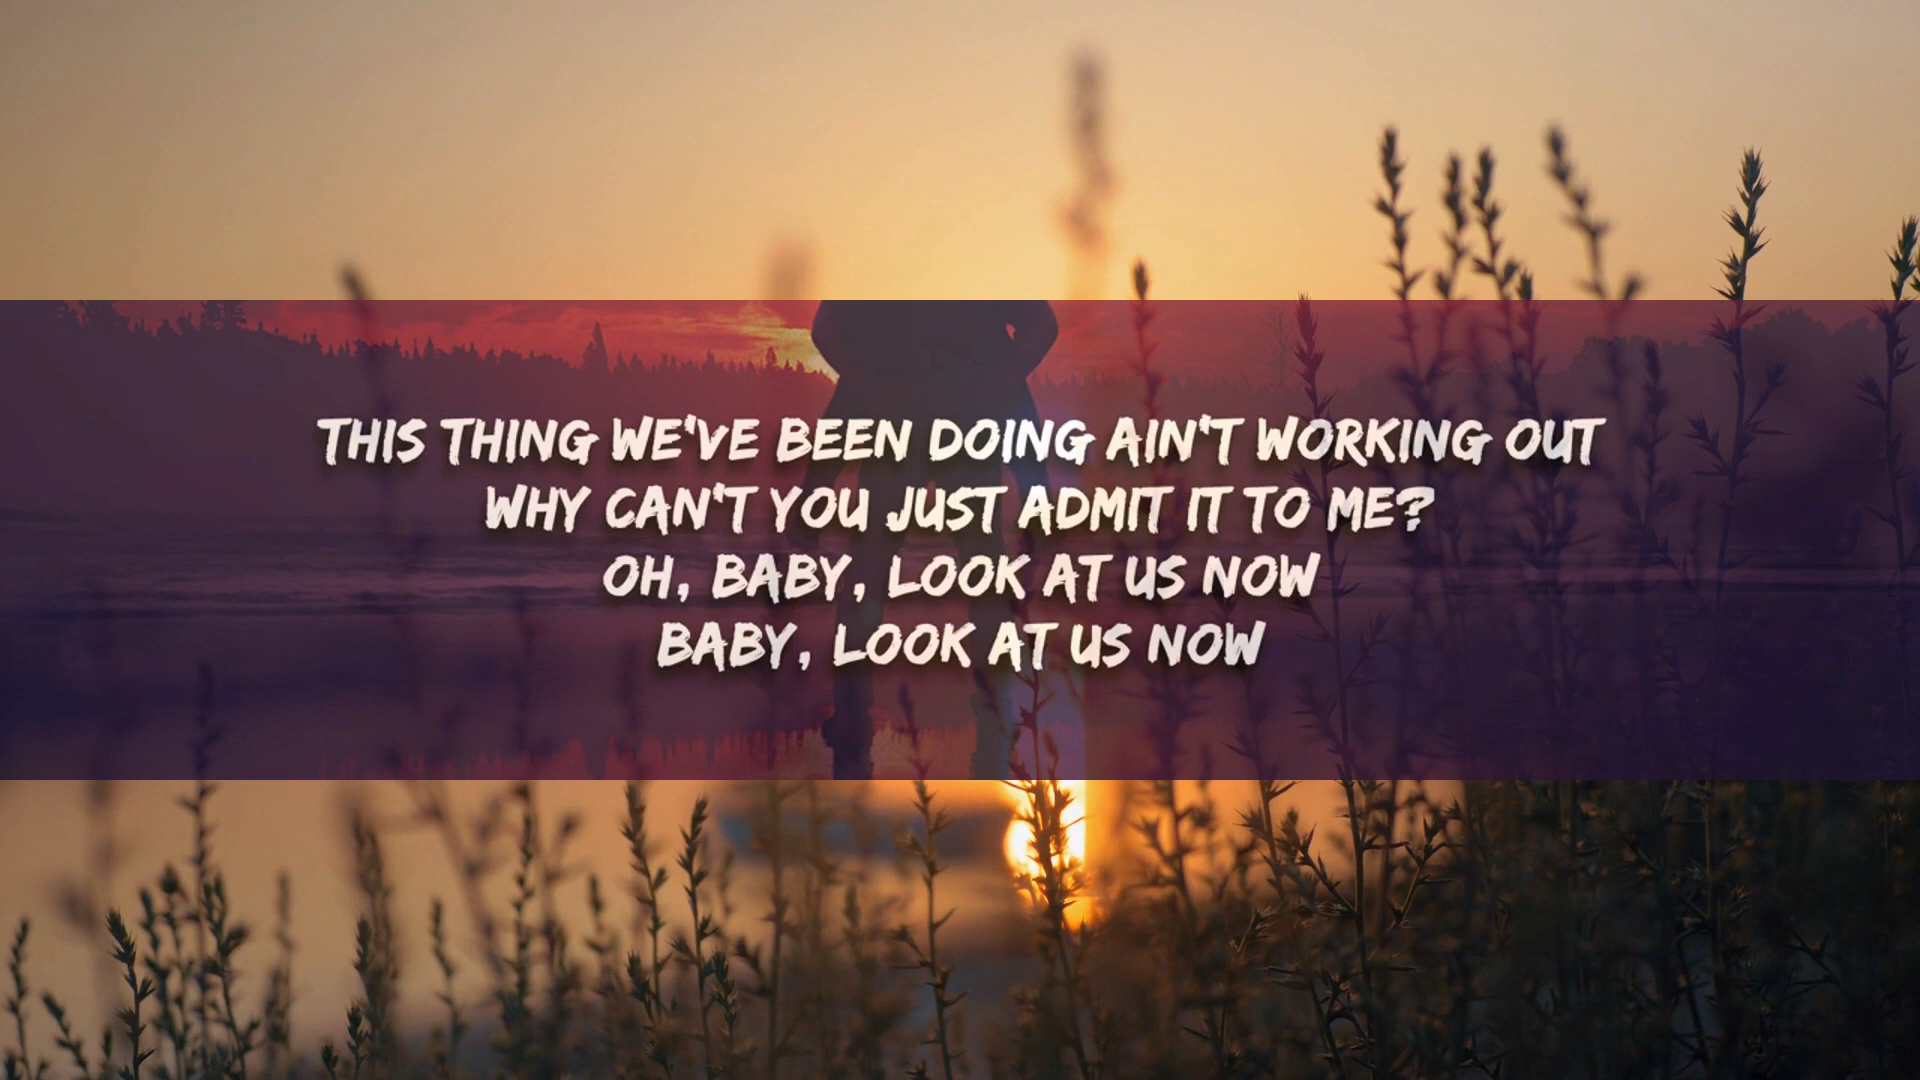 THIS THING WE'VE BEEN DOING AIN'T WORKING OUT
WHY CAN'T YOU JUST ADMIT IT TO ME?
OH, BABY, LOOK AT US NOW
BABY, LOOK AT US NOW